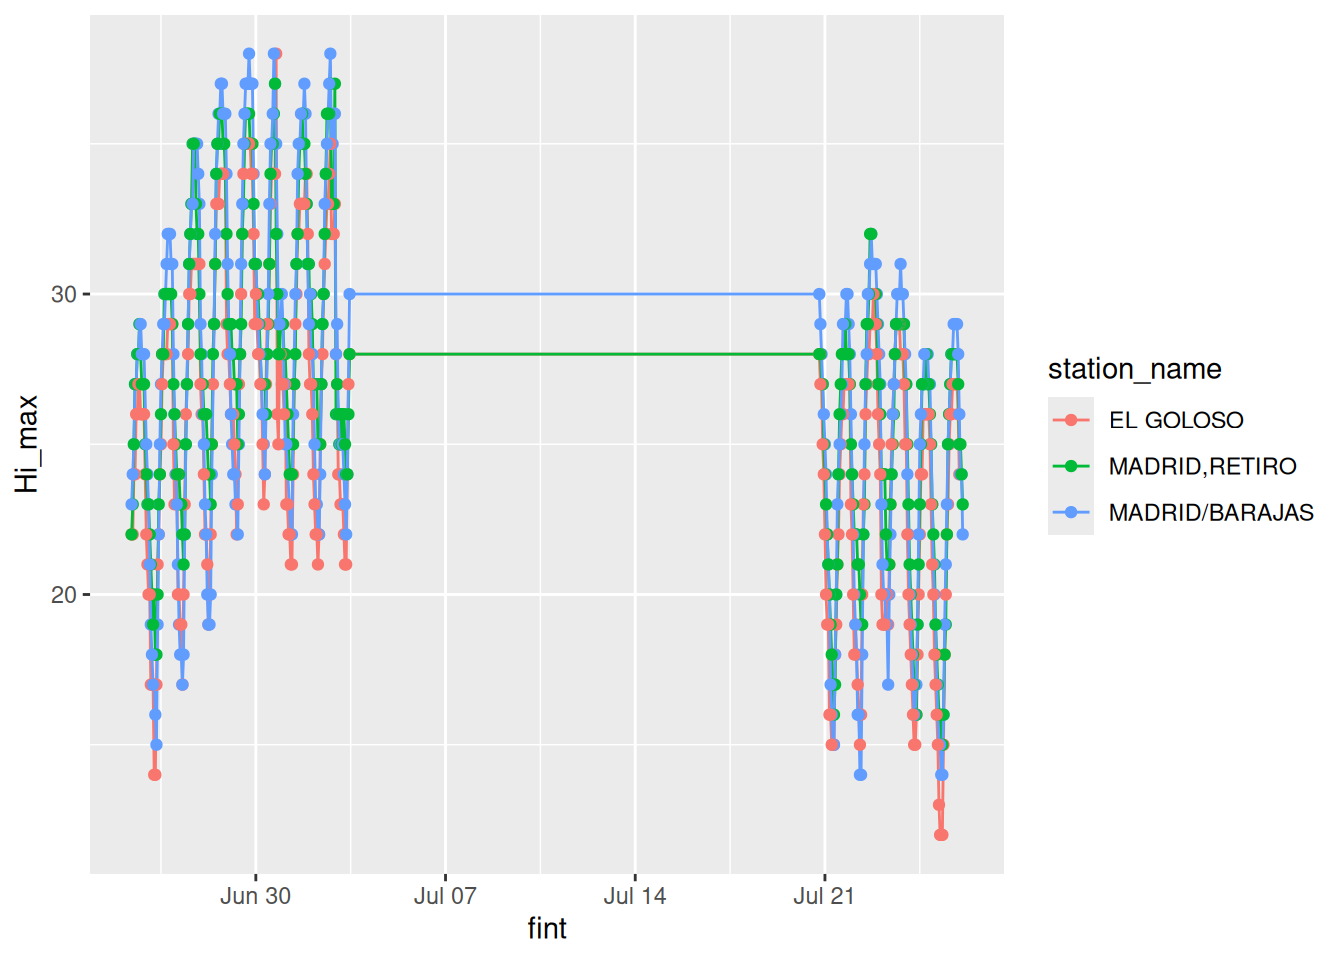 Hi_max
30
20
Jun 30
Jul 07
Jul 14
Jul 21
fint
station_name
EL GOLOSO
MADRID,RETIRO
MADRID/BARAJAS